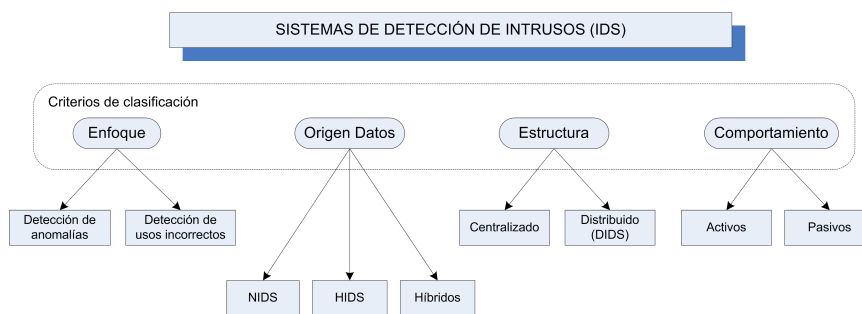 SISTEMAS DE DETECCIÓN DE INTRUSOS (IDS)
Criterios de clasificación
Enfoque
Origen Datos
Estructura
Comportamiento
Detección de
anomalías
Detección de
usos incorrectos
Centralizado
Distribuido
(DIDS)
Activos
Pasivos
NIDS
HIDS
Híbridos